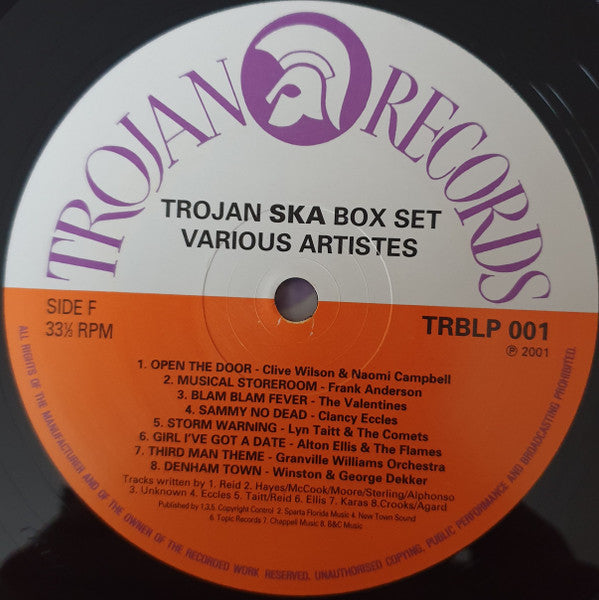 TROJAN RECORDS
TROJAN SKA BOX SET
VARIOUS ARTISTES
SIDE F
33⅓ RPM
TRBLP 001
℗ 2001
1. OPEN THE DOOR - Clive Wilson & Naomi Campbell
2. MUSICAL STOREROOM - Frank Anderson
3. BLAM BLAM FEVER - The Valentines
4. SAMMY NO DEAD - Clancy Eccles
5. STORM WARNING - Lyn Taitt & The Comets
6. GIRL I'VE GOT A DATE - Alton Ellis & The Flames
7. THIRD MAN THEME - Granville Williams Orchestra
8. DENHAM TOWN - Winston & George Dekker
Tracks written by 1. Reid 2. Hayes/McCook/Moore/Sterling/Alphonso
3. Unknown 4. Eccles 5. Taitt/Reid 6. Ellis 7. Karas 8.Crooks/Agard
Published by 1,3,5. Copyright Control 2. Sparta Florida Music 4. New Town Sound
6. Topic Records 7. Chappell Music 8. B&C Music
ALL RIGHTS OF THE MANUFACTURER AND OF THE OWNER OF THE RECORDED WORK RESERVED. UNAUTHORISED COPYING, PUBLIC PERFORMANCE AND BROADCASTING PROHIBITED.